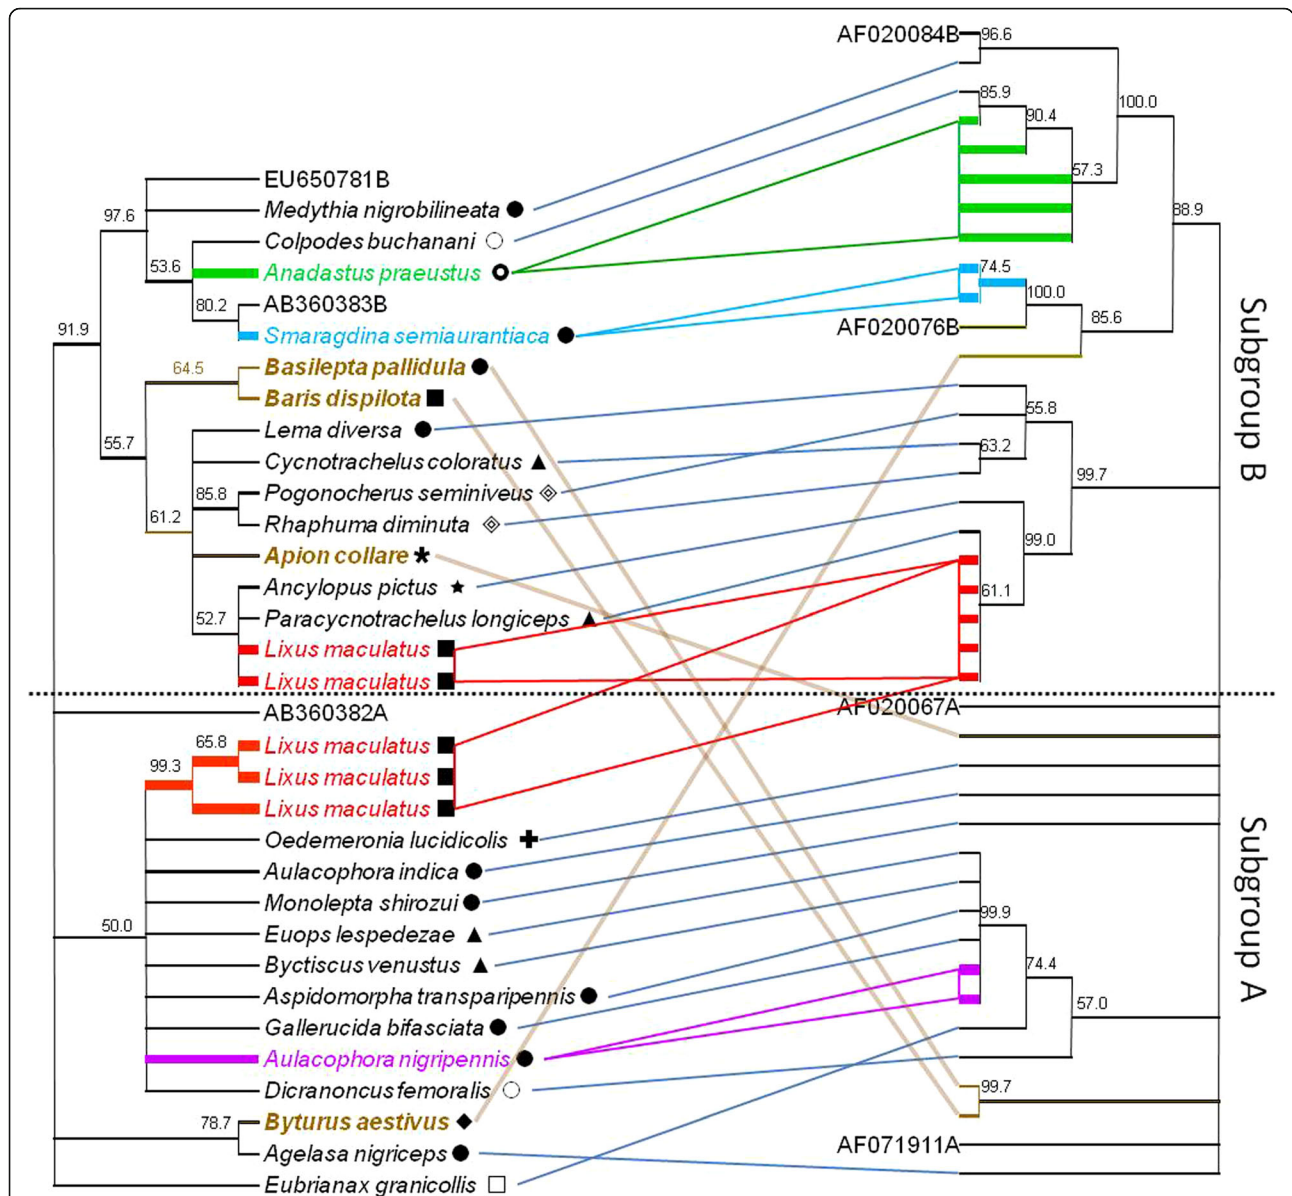 AF020084B
96.6
85.9
90.4
100.0
57.3
88.9
EU650781B
97.6
Medythia nigrobilineata
Colpodes buchanani
53.6
Anadastus praeustus
74.5
80.2
AB360383B
100.0
91.9
Smaragdina semiaurantiaca
AF020076B
85.6
64.5
Basilepta pallidula
Baris dispilota
Subgroup B
55.8
Lema diversa
55.7
Cycnotrachelus coloratus
63.2
85.8
Pogonocherus seminiveus
99.7
61.2
Rhaphuma diminuta
Apion collare
99.0
Ancylopus pictus
61.1
52.7
Paracycnotrachelus longiceps
Lixus maculatus
Lixus maculatus
AB360382A
AF020067A
65.8
Lixus maculatus
99.3
Lixus maculatus
Lixus maculatus
Oedemeronia lucidicolis
Aulacophora indica
Monolepta shirozui
Subgroup A
50.0
Euops lespedezae
99.9
Byctiscus venustus
74.4
Aspidomorpha transparipennis
57.0
Gallerucida bifasciata
Aulacophora nigripennis
Dicranoncus femoralis
99.7
78.7
Byturus aestivus
Agelasa nigriceps
AF071911A
Eubrianax granicollis